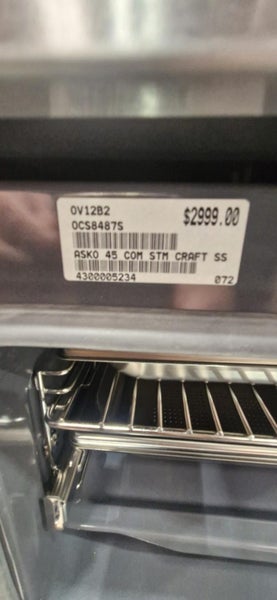 OV12B2 $2999.00
OCS8487S
ASKO 45 COM STM CRAFT SS
4300005234 072